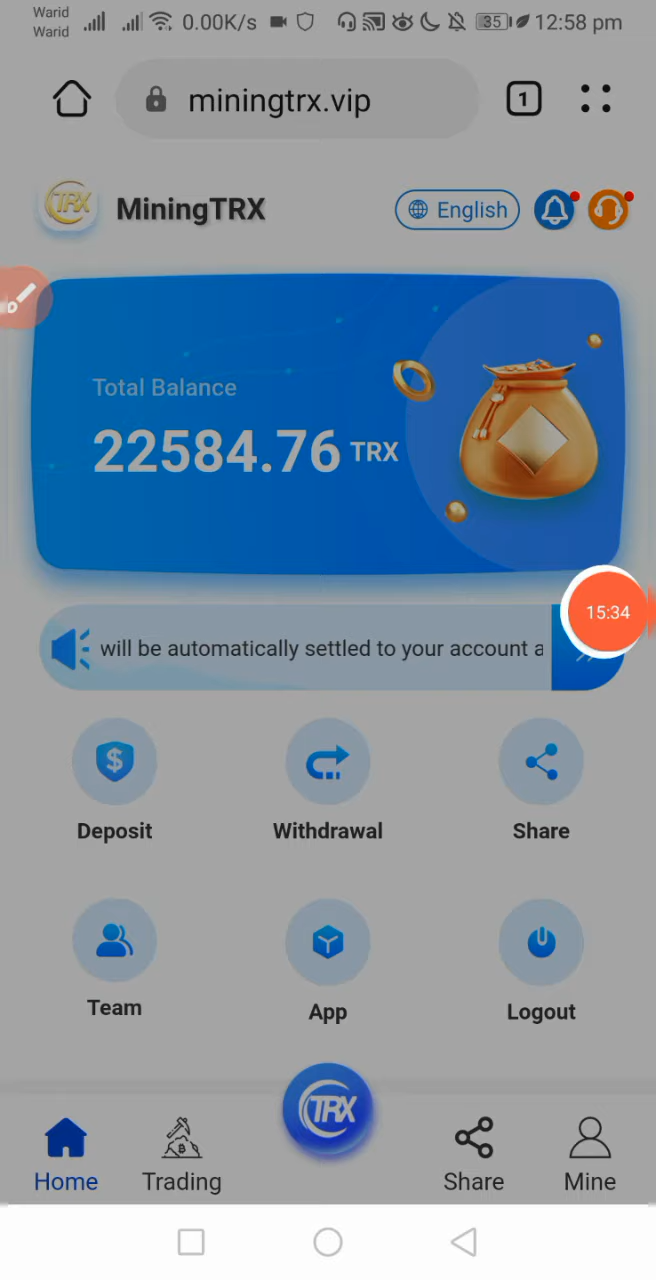 Warid
Warid
0.00K/s
35
12:58 pm
miningtrx.vip
1
TRX
MiningTRX
English
Total Balance
22584.76 TRX
15:34
will be automatically settled to your account a
$
Deposit
Withdrawal
Share
Team
App
Logout
TRX
Home
Trading
Share
Mine